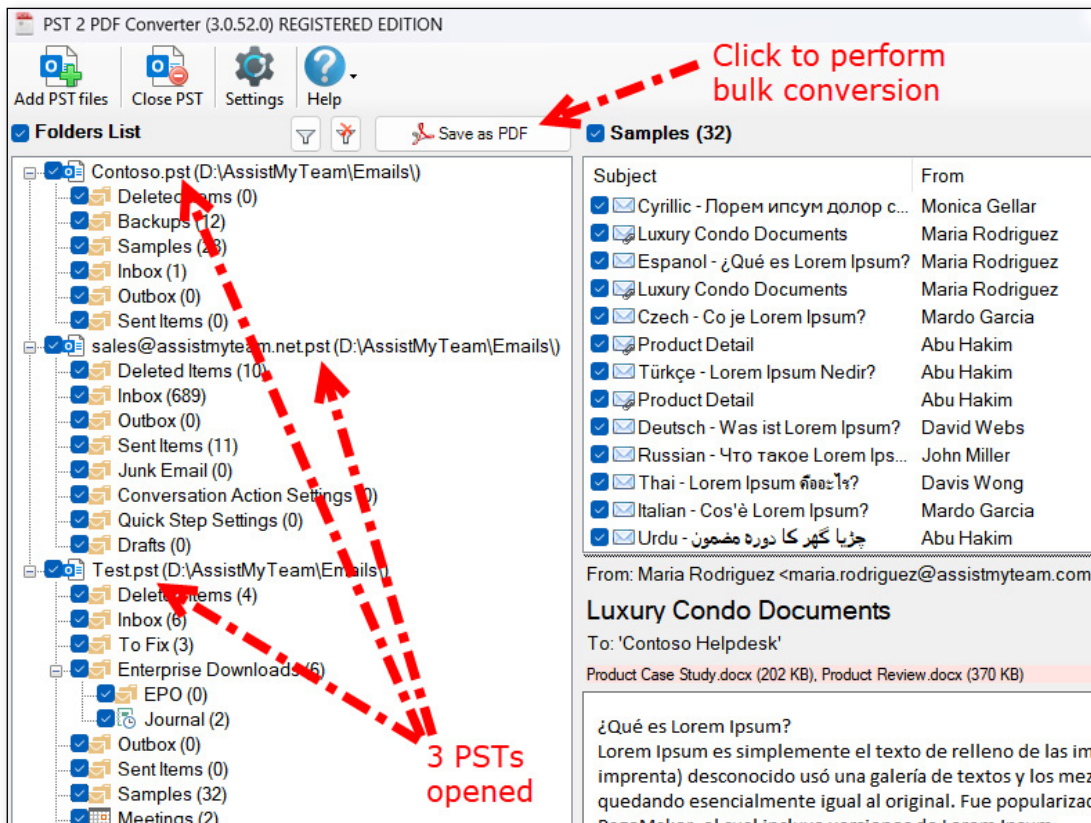 PST 2 PDF Converter (3.0.52.0) REGISTERED EDITION
Add PST files
Close PST
Settings
Help
Click to perform
bulk conversion
Folders List
Save as PDF
Contoso.pst (D:\AssistMyTeam\Emails\)
Deleted Items (0)
Backups (12)
Samples (23)
Inbox (1)
Outbox (0)
Sent Items (0)
sales@assistmyteam.net.pst (D:\AssistMyTeam\Emails\)
Deleted Items (10)
Inbox (689)
Outbox (0)
Sent Items (11)
Junk Email (0)
Conversation Action Settings (0)
Quick Step Settings (0)
Drafts (0)
Test.pst (D:\AssistMyTeam\Emails\)
Deleted Items (4)
Inbox (6)
To Fix (3)
Enterprise Downloads (6)
EPO (0)
Journal (2)
Outbox (0)
Sent Items (0)
Samples (32)
Meetings (2)
3 PSTs
opened
Samples (32)
Subject From
Cyrillic - Лорем ипсум долор с... Monica Gellar
Luxury Condo Documents Maria Rodriguez
Espanol - ¿Qué es Lorem Ipsum? Maria Rodriguez
Luxury Condo Documents Maria Rodriguez
Czech - Co je Lorem Ipsum? Mardo Garcia
Product Detail Abu Hakim
Türkçe - Lorem Ipsum Nedir? Abu Hakim
Product Detail Abu Hakim
Deutsch - Was ist Lorem Ipsum? David Webs
Russian - Что такое Lorem Ips... John Miller
Thai - Lorem Ipsum คืออะไร? Davis Wong
Italian - Cos'è Lorem Ipsum? Mardo Garcia
Urdu - چڑیا گھر کا دورہ مضمون Abu Hakim
From: Maria Rodriguez <maria.rodriguez@assistmyteam.com
Luxury Condo Documents
To: 'Contoso Helpdesk'
Product Case Study.docx (202 KB), Product Review.docx (370 KB)
¿Qué es Lorem Ipsum?
Lorem Ipsum es simplemente el texto de relleno de las im
imprenta) desconocido usó una galería de textos y los mez
quedando esencialmente igual al original. Fue popularizad